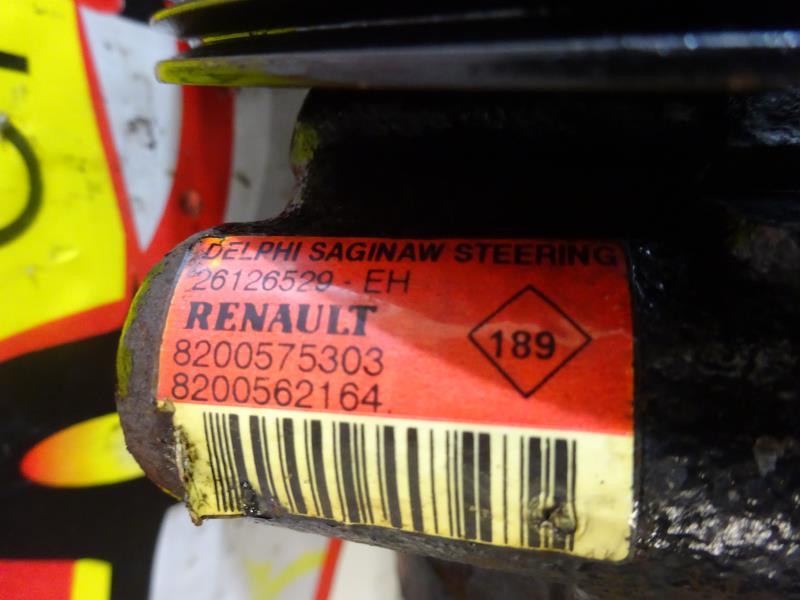 DELPHI SAGINAW STEERING
26126529 - EH
RENAULT
189
8200575303
8200562164